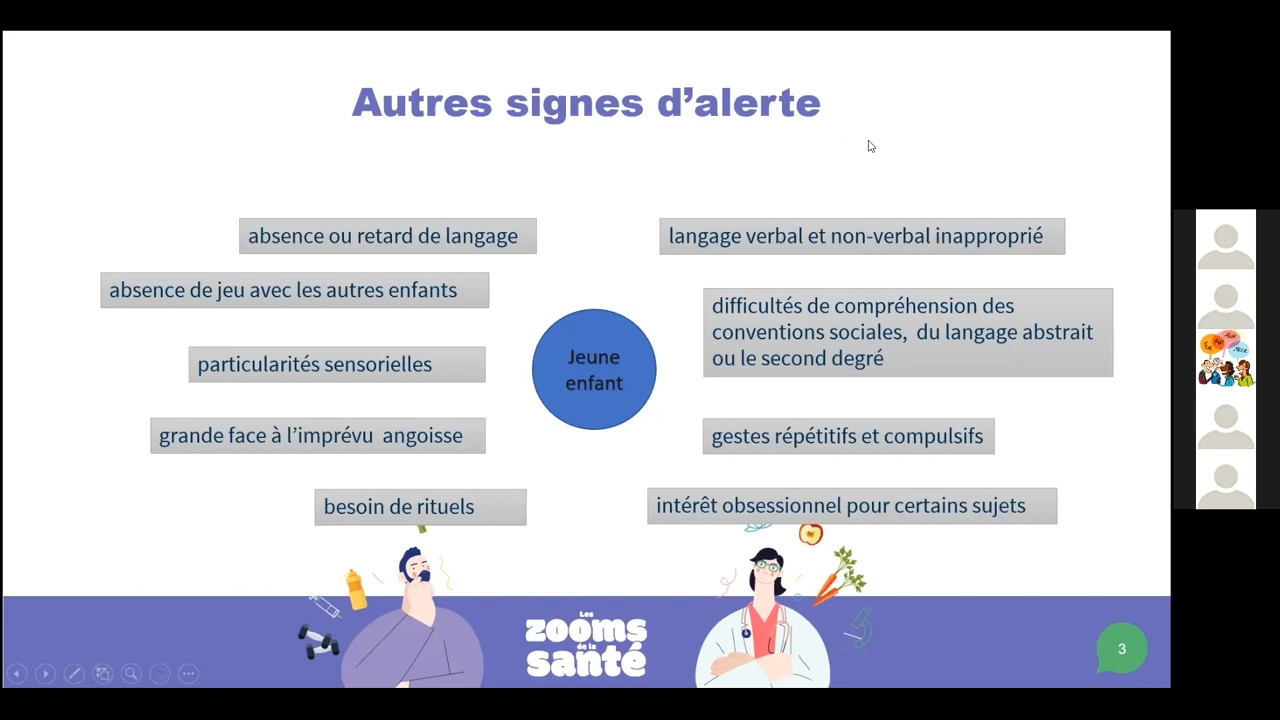 Autres signes d’alerte
absence ou retard de langage
absence de jeu avec les autres enfants
particularités sensorielles
grande face à l’imprévu  angoisse
besoin de rituels
Jeune
enfant
langage verbal et non-verbal inapproprié
difficultés de compréhension des
conventions sociales,  du langage abstrait
ou le second degré
gestes répétitifs et compulsifs
intérêt obsessionnel pour certains sujets
Les
zooms
de la
santé
3